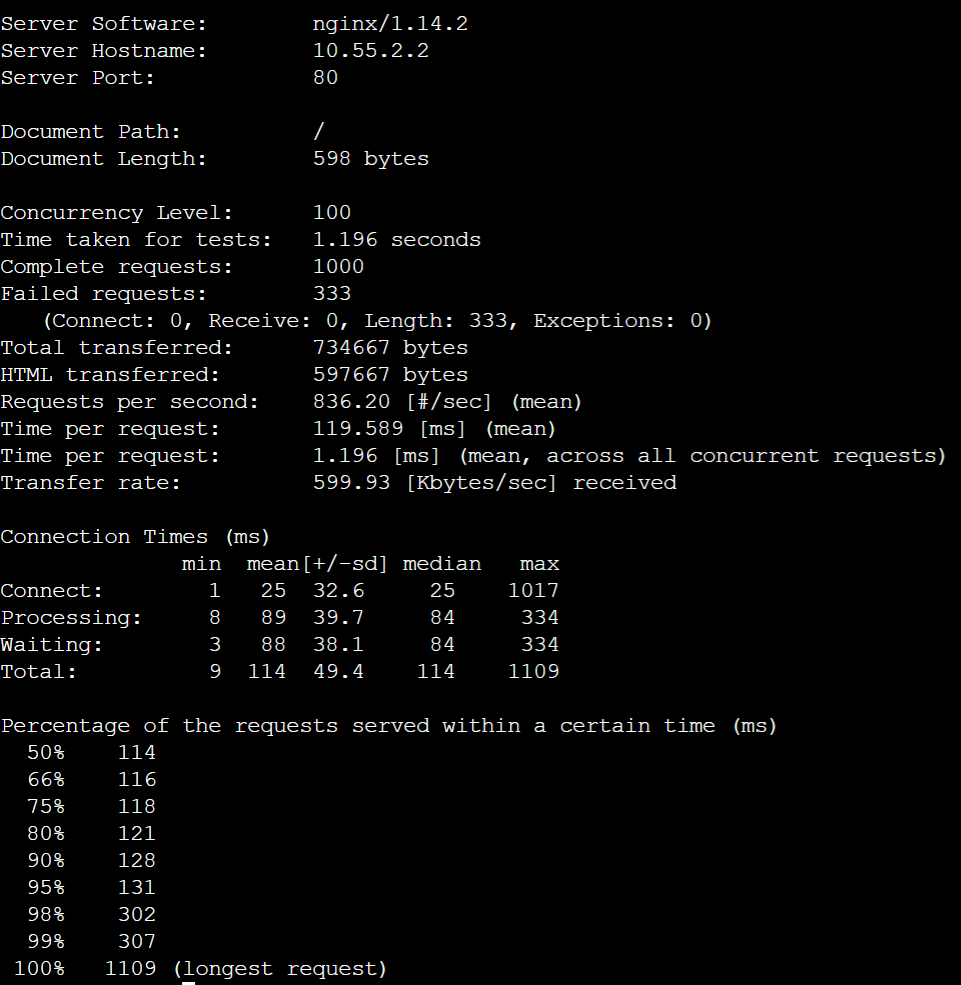 Server Software:        nginx/1.14.2
Server Hostname:        10.55.2.2
Server Port:            80

Document Path:          /
Document Length:        598 bytes

Concurrency Level:      100
Time taken for tests:   1.196 seconds
Complete requests:      1000
Failed requests:        333
   (Connect: 0, Receive: 0, Length: 333, Exceptions: 0)
Total transferred:      734667 bytes
HTML transferred:       597667 bytes
Requests per second:    836.20 [#/sec] (mean)
Time per request:       119.589 [ms] (mean)
Time per request:       1.196 [ms] (mean, across all concurrent requests)
Transfer rate:          599.93 [Kbytes/sec] received

Connection Times (ms)
              min  mean[+/-sd] median   max
Connect:        1   25  32.6     25    1017
Processing:     8   89  39.7     84     334
Waiting:        3   88  38.1     84     334
Total:          9  114  49.4    114    1109

Percentage of the requests served within a certain time (ms)
  50%    114
  66%    116
  75%    118
  80%    121
  90%    128
  95%    131
  98%    302
  99%    307
 100%   1109 (longest request)